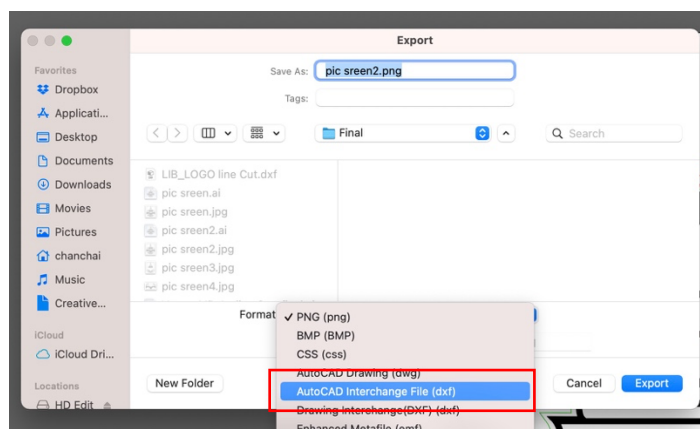 Export
Favorites
Dropbox
Applicati...
Desktop
Documents
Downloads
Movies
Pictures
chanchai
Music
Creative...
iCloud
iCloud Dri...
Locations
HD Edit
Save As: pic sreen2.png
Tags:
Final
Search
LIB_LOGO line Cut.dxf
pic sreen.ai
pic sreen.jpg
pic sreen2.ai
pic sreen2.jpg
pic sreen3.jpg
pic sreen4.jpg
Format
✓ PNG (png)
BMP (BMP)
CSS (css)
AutoCAD Drawing (dwg)
AutoCAD Interchange File (dxf)
Drawing Interchange(DXF) (dxf)
Enhanced Metafile (emf)
New Folder
Cancel
Export